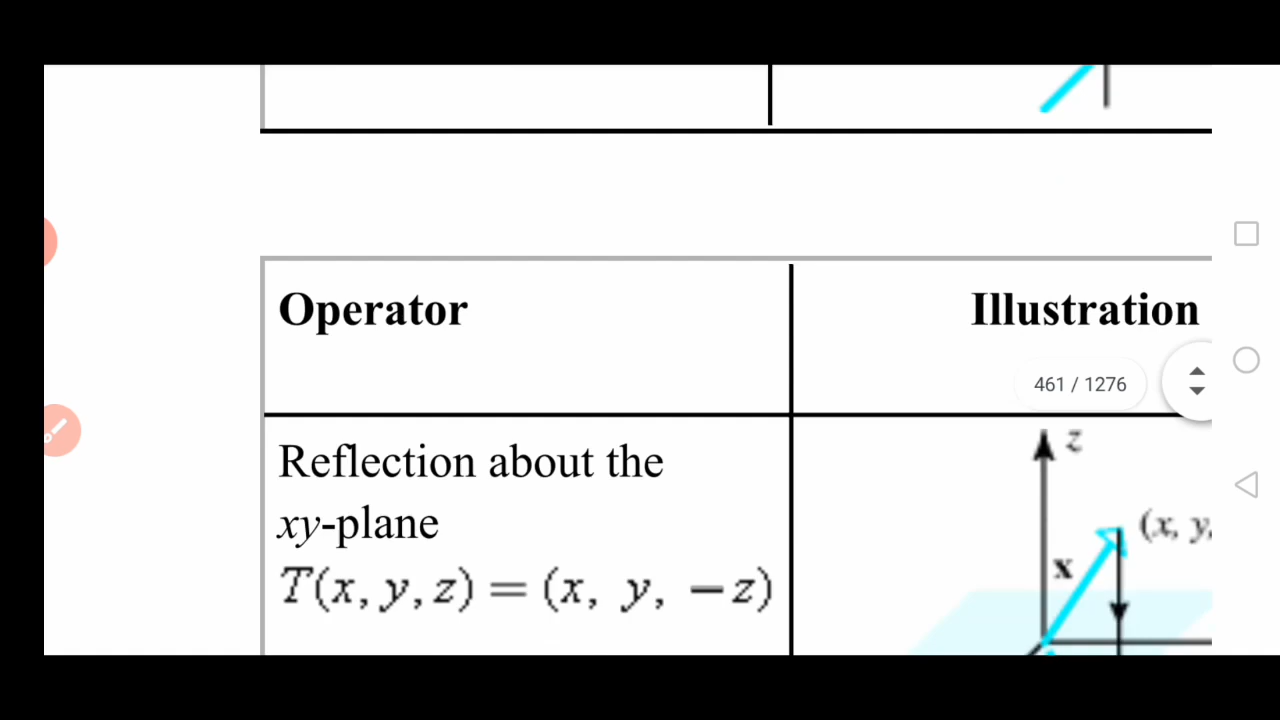 Operator
Illustration
461 / 1276
Reflection about the
xy-plane
T(x, y, z) = (x, y, −z)
z
(x, y,
x